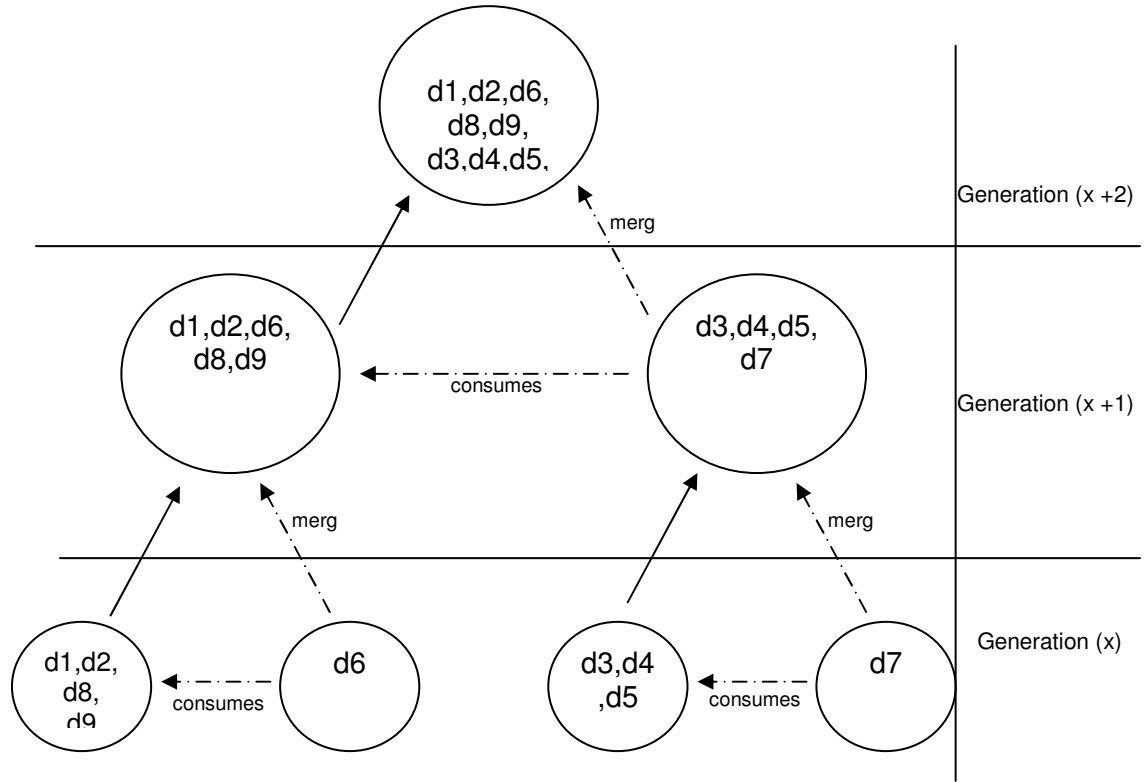 d1,d2,d6,
d8,d9,
d3,d4,d5,
Generation (x +2)
merg
d1,d2,d6,
d8,d9
d3,d4,d5,
d7
consumes
Generation (x +1)
merg
merg
d1,d2,
d8,
d9
d6
d3,d4
,d5
d7
consumes
consumes
Generation (x)